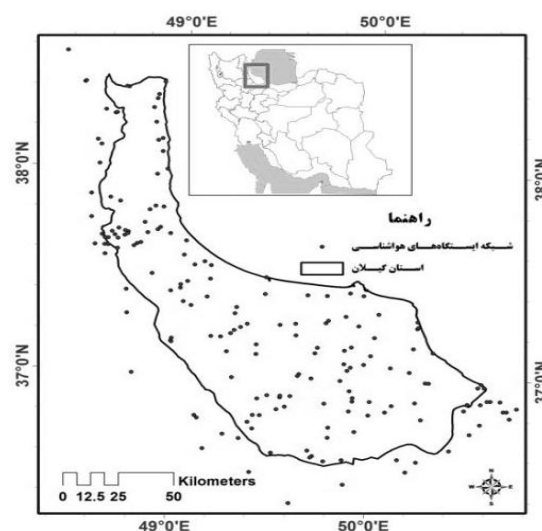 49°0'E 50°0'E
38°0'N 38°0'N
راهنما
شبکه ایستگاه‌های هواشناسی
استان گیلان
37°0'N 37°0'N
Kilometers
0 12.5 25 50
N
W E
S
49°0'E 50°0'E